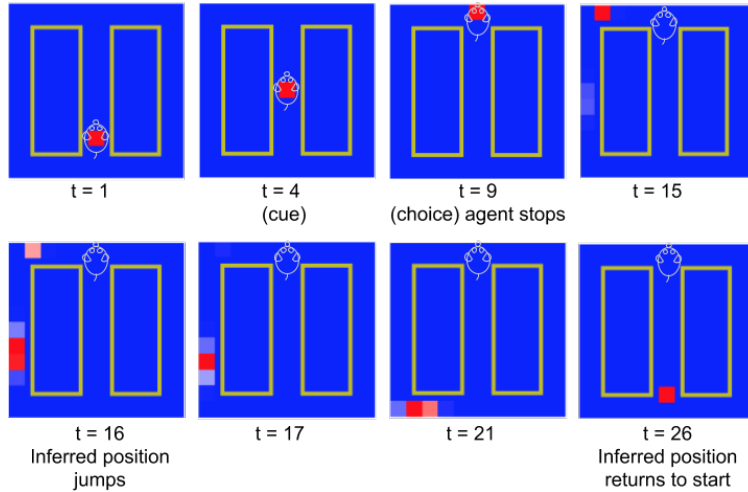 t = 1
t = 4
(cue)
t = 9
(choice) agent stops
t = 15
t = 16
Inferred position
jumps
t = 17
t = 21
t = 26
Inferred position
returns to start